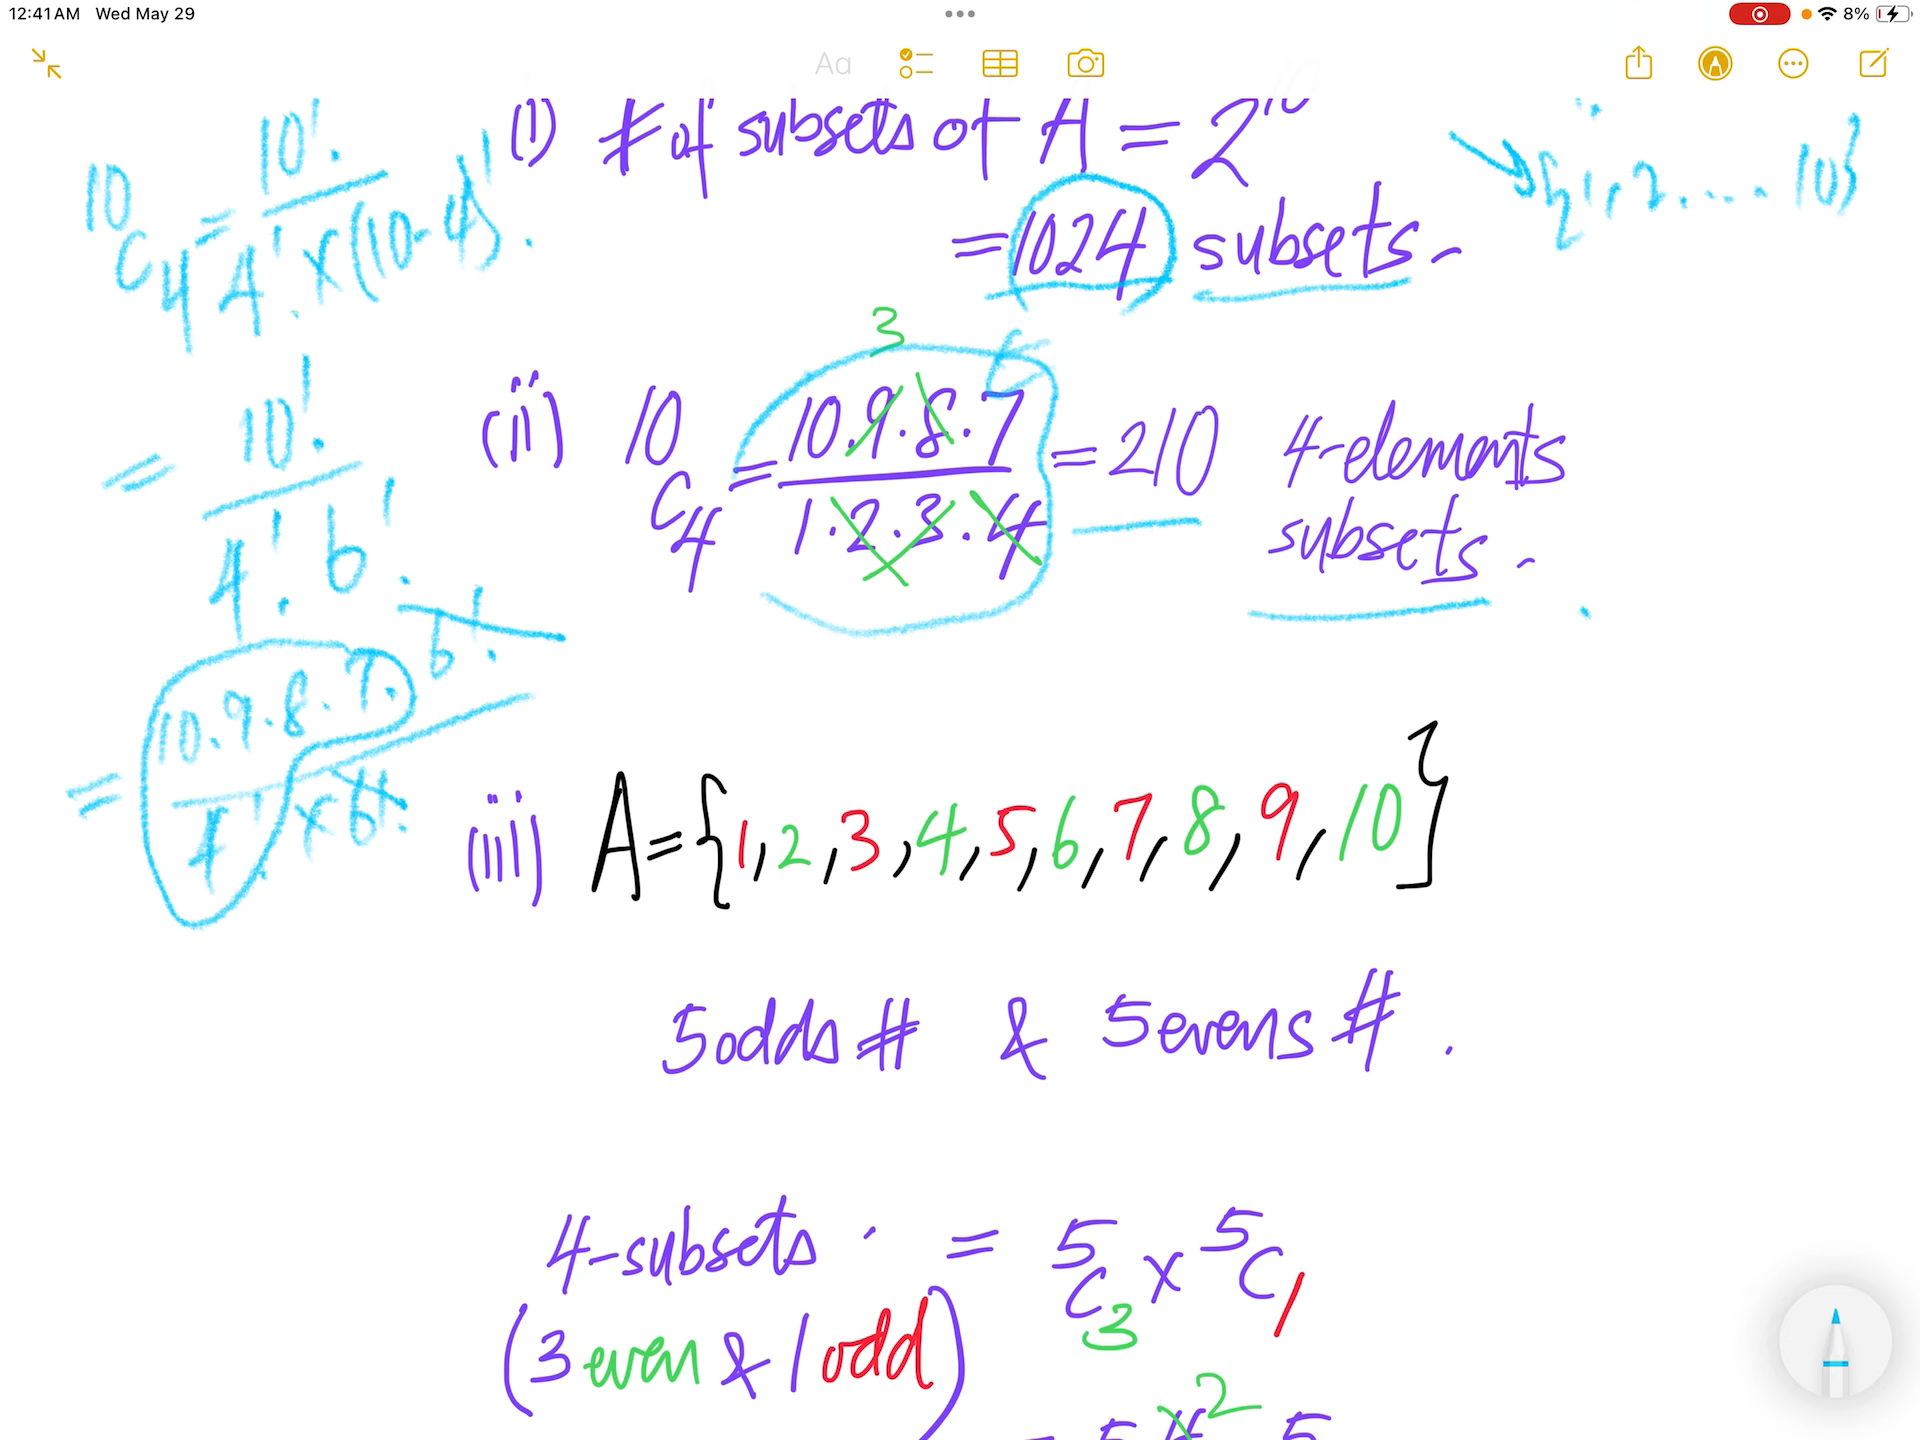 12:41 AM Wed May 29
8%
Aa
(i) # of subsets of A = 2^10
= 1024 subsets.
{1, 2, .... 10}
10C4 = 10! / 4! x (10-4)!
= 10! / 4! 6!
= 10.9.8.7. 6! / 4! x 6!
3
(ii) 10C4 = 10.9.8.7 / 1.2.3.4 = 210 4-elements
subsets.
(iii) A = {1, 2, 3, 4, 5, 6, 7, 8, 9, 10}
5 odds # & 5 evens # .
4-subsets = 5C3 x 5C1
(3 even & 1 odd)
2